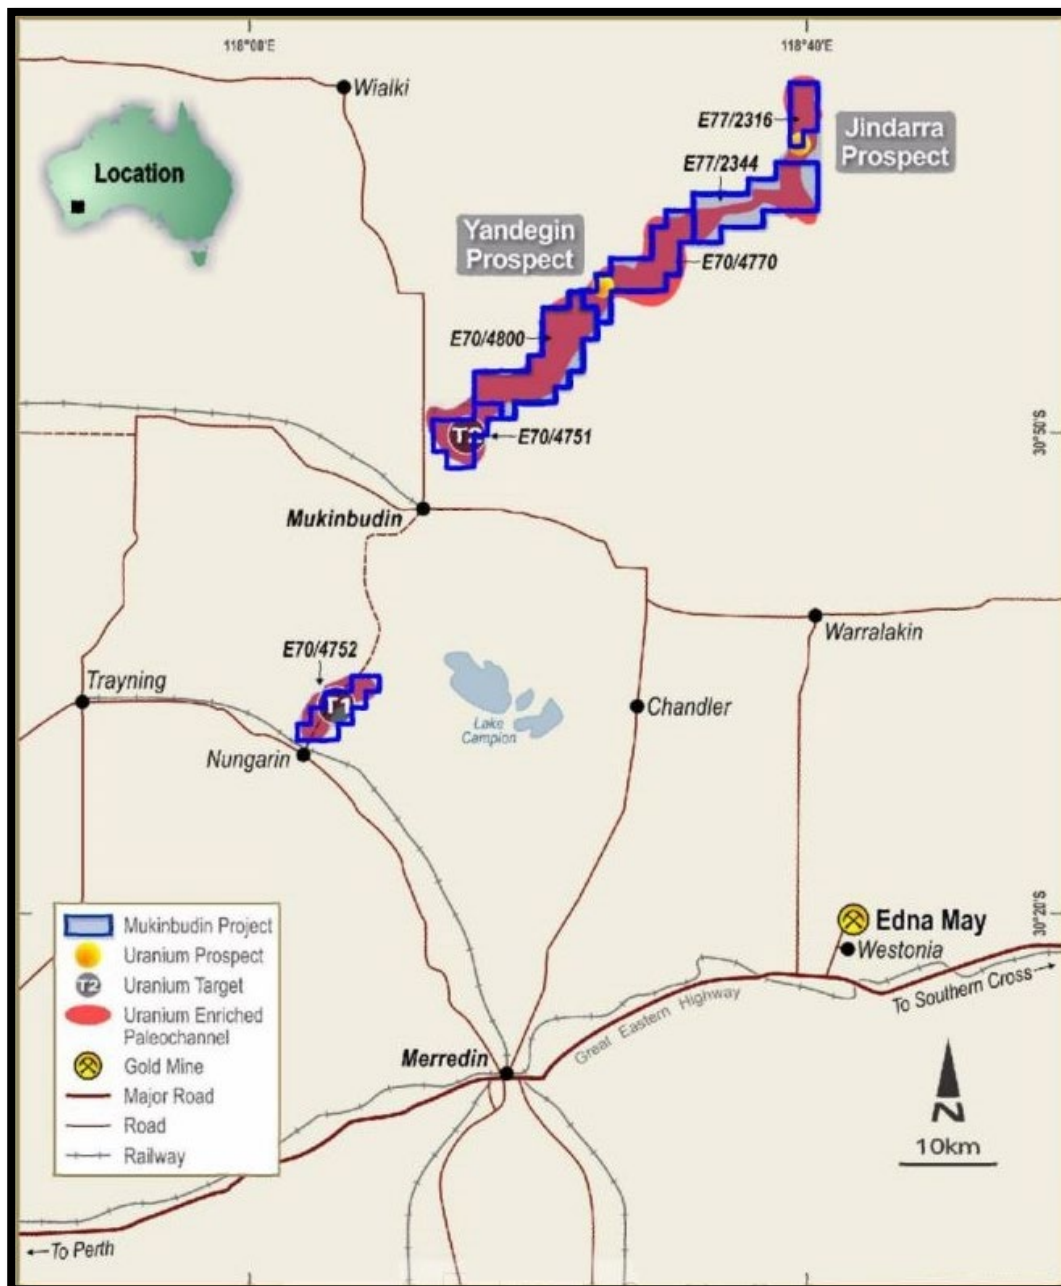 118°00'E
118°40'E
Wialki
E77/2316
Jindarra
Prospect
Location
E77/2344
Yandegin
Prospect
E70/4770
E70/4800
T2
E70/4751
30°50'S
Mukinbudin
Warralakin
E70/4752
Trayning
T1
Chandler
Lake
Campion
Nungarin
30°20'S
Edna May
Westonia
Mukinbudin Project
Uranium Prospect
T2
Uranium Target
Uranium Enriched
Paleochannel
Gold Mine
Major Road
Road
Railway
To Southern Cross
Great Eastern Highway
Merredin
N
10km
To Perth